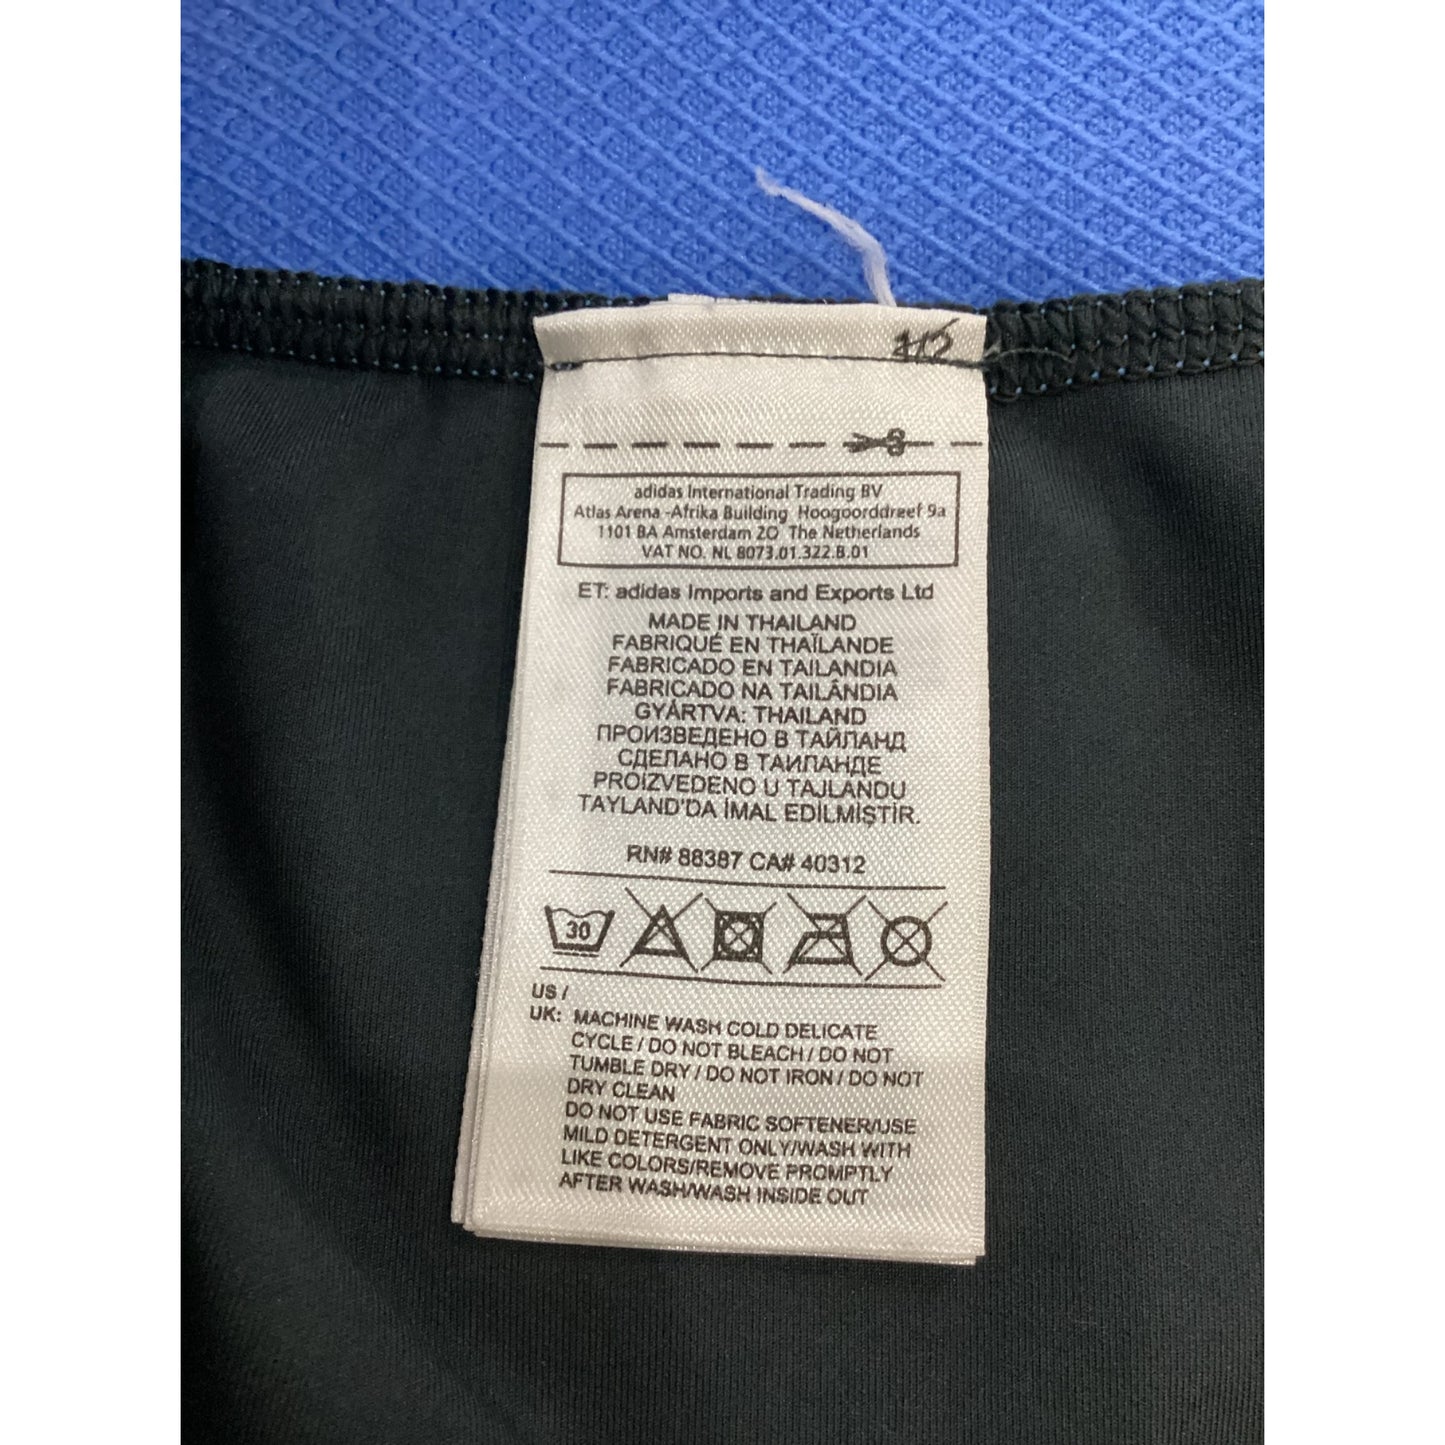 adidas International Trading BV
Atlas Arena -Afrika Building Hoogoorddreef 9a
1101 BA Amsterdam ZO The Netherlands
VAT NO. NL 8073.01.322.B.01
ET: adidas Imports and Exports Ltd
MADE IN THAILAND
FABRIQUÉ EN THAÏLANDE
FABRICADO EN TAILANDIA
FABRICADO NA TAILÂNDIA
GYÁRTVA: THAILAND
ПРОИЗВЕДЕНО В ТАЙЛАНД
СДЕЛАНО В ТАИЛАНДЕ
PROIZVEDENO U TAJLANDU
TAYLAND'DA İMAL EDİLMİŞTİR.
RN# 88387 CA# 40312
30
US /
UK: MACHINE WASH COLD DELICATE
CYCLE / DO NOT BLEACH / DO NOT
TUMBLE DRY / DO NOT IRON / DO NOT
DRY CLEAN
DO NOT USE FABRIC SOFTENER/USE
MILD DETERGENT ONLY/WASH WITH
LIKE COLORS/REMOVE PROMPTLY
AFTER WASH/WASH INSIDE OUT